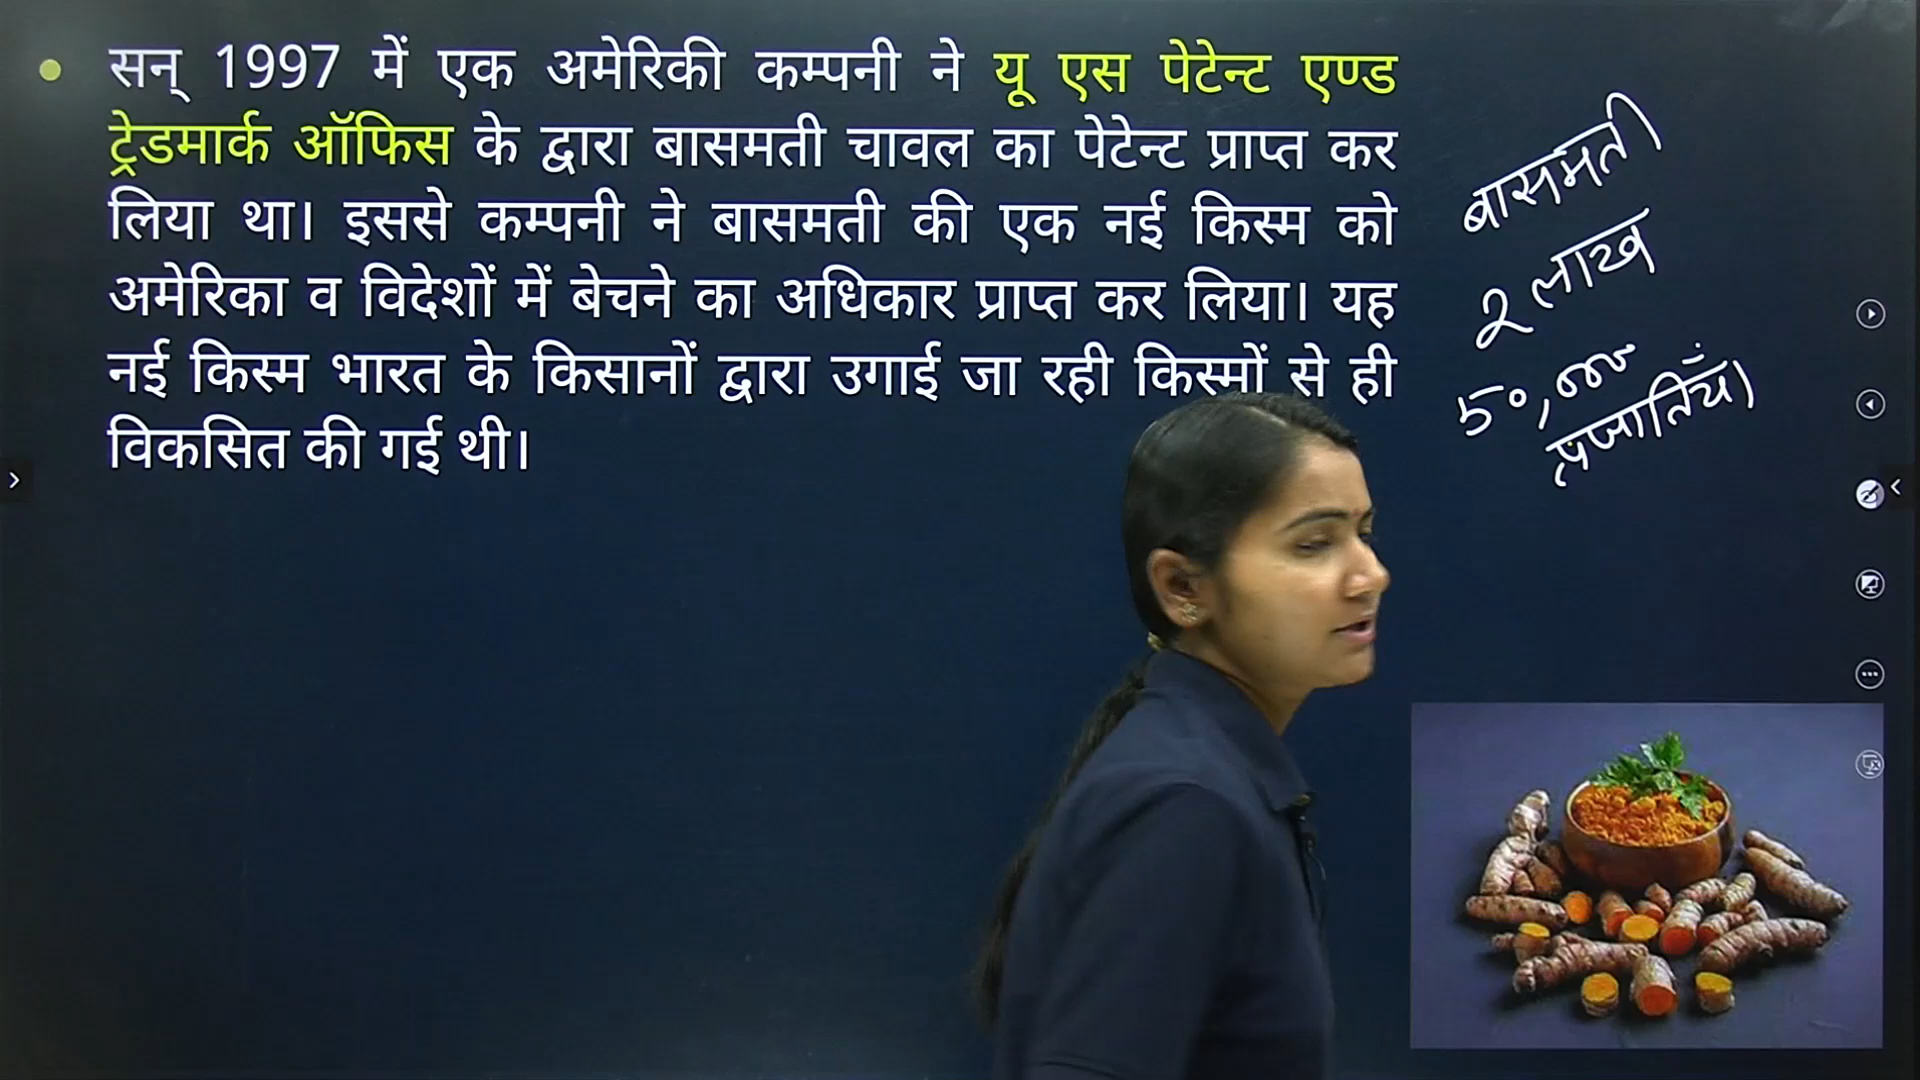 सन् 1997 में एक अमेरिकी कम्पनी ने यू एस पेटेन्ट एण्ड
ट्रेडमार्क ऑफिस के द्वारा बासमती चावल का पेटेन्ट प्राप्त कर
लिया था। इससे कम्पनी ने बासमती की एक नई किस्म को
अमेरिका व विदेशों में बेचने का अधिकार प्राप्त कर लिया। यह
नई किस्म भारत के किसानों द्वारा उगाई जा रही किस्मों से ही
विकसित की गई थी।
बासमती
2 लाख
50,000
प्रजातियाँ